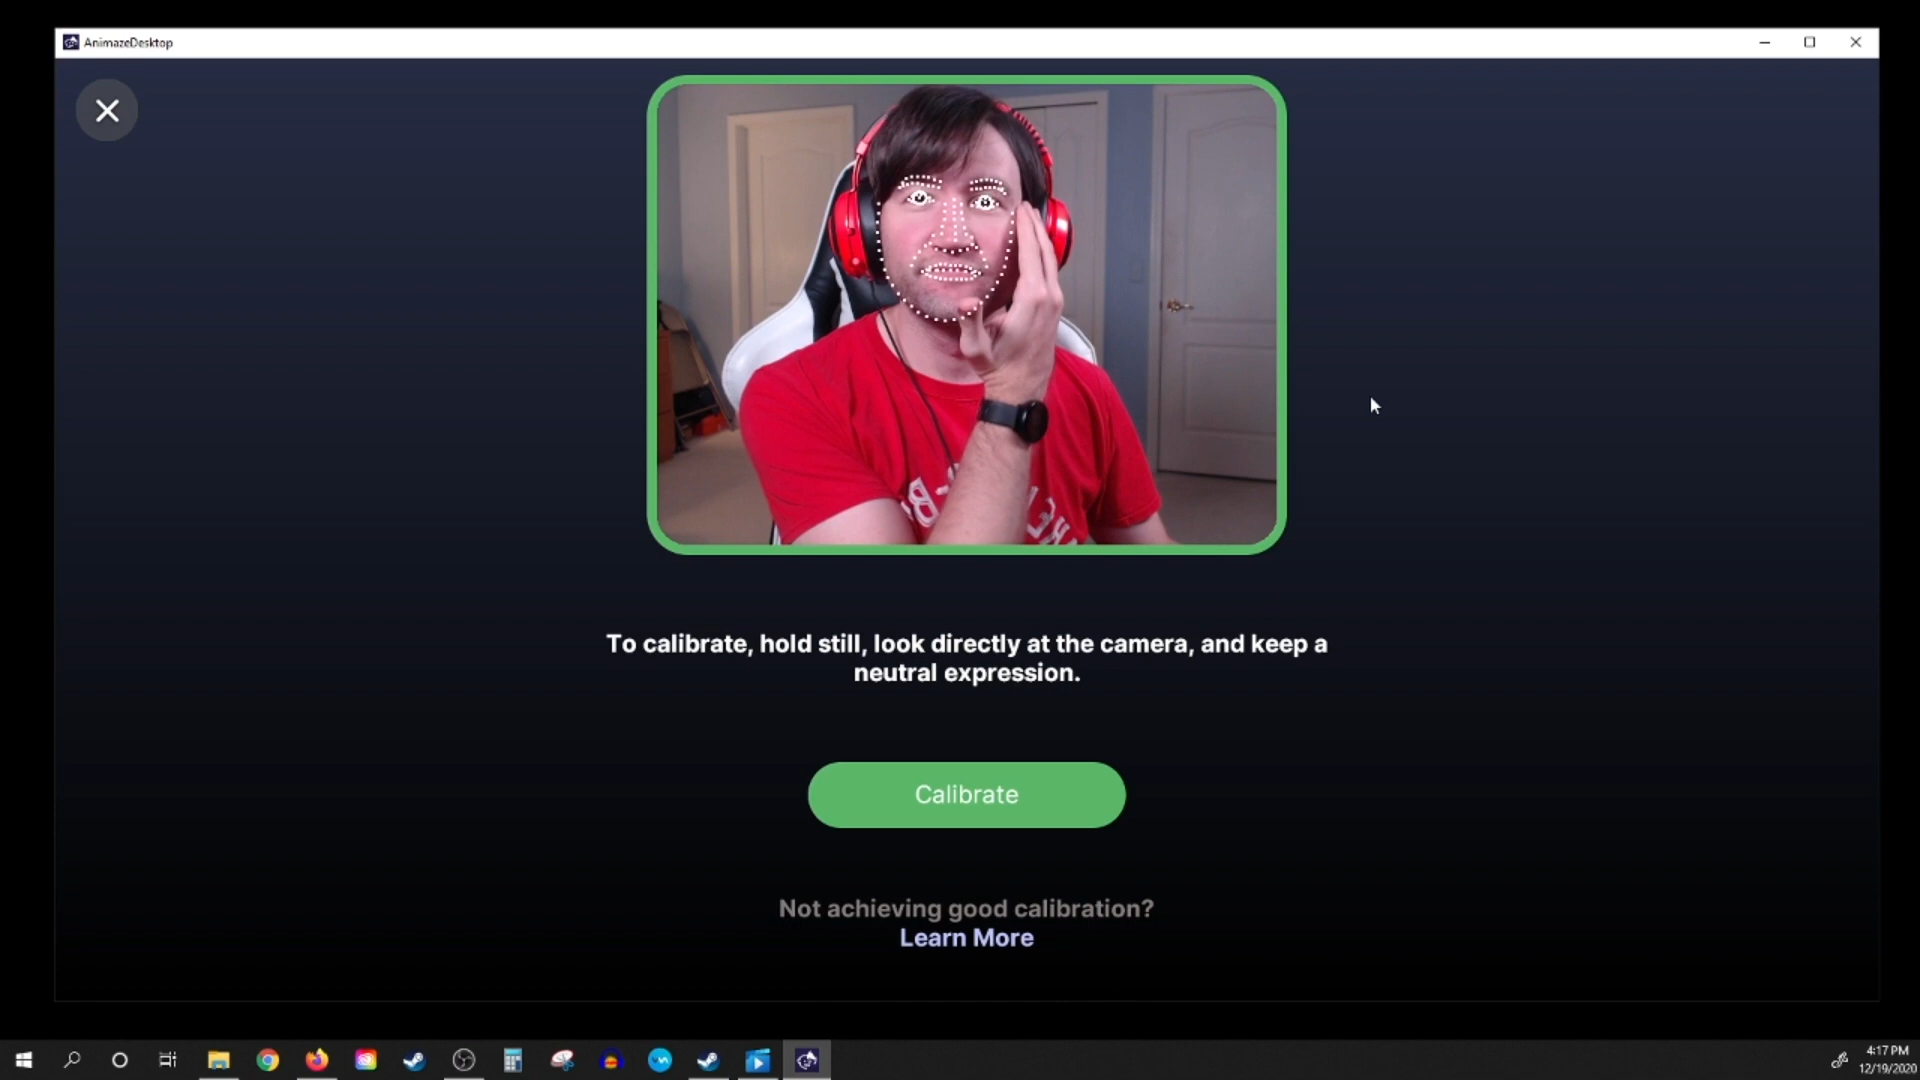 AnimazeDesktop
To calibrate, hold still, look directly at the camera, and keep a
neutral expression.
Calibrate
Not achieving good calibration?
Learn More
4:17 PM
12/19/2020